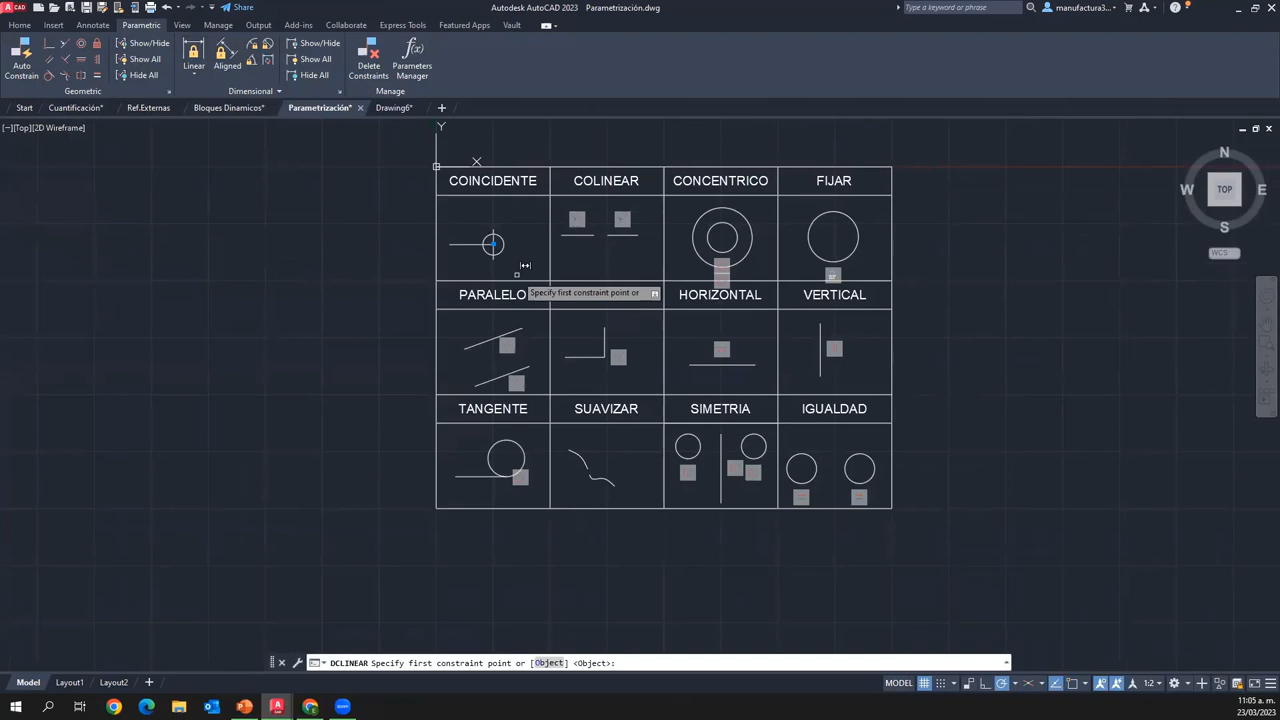 Share
Autodesk AutoCAD 2023 Parametrización.dwg
Type a keyword or phrase
manufactura3...
Home Insert Annotate Parametric View Manage Output Add-ins Collaborate Express Tools Featured Apps Vault
Auto
Constrain
Show/Hide
Show All
Hide All
Linear
Aligned
Show/Hide
Show All
Hide All
Delete
Constraints
Parameters
Manager
Geometric
Dimensional
Manage
Start Cuantificación* Ref.Externas Bloques Dinamicos* Parametrización* Drawing6*
[−][Top][2D Wireframe]
Y
X
N
W TOP E
S
WCS
COINCIDENTE COLINEAR CONCENTRICO FIJAR
PARALELO HORIZONTAL VERTICAL
Specify first constraint point or
TANGENTE SUAVIZAR SIMETRIA IGUALDAD
DCLINEAR Specify first constraint point or [Object] <Object>:
Model Layout1 Layout2
MODEL 1:2
11:05 a. m.
23/03/2023